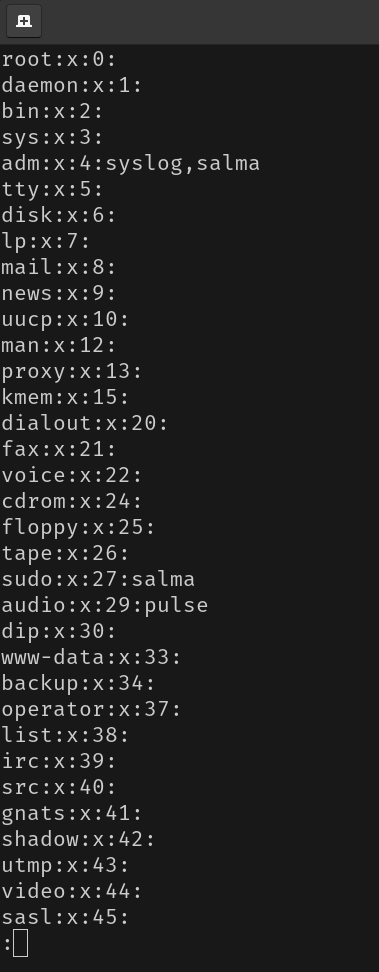 root:x:0:
daemon:x:1:
bin:x:2:
sys:x:3:
adm:x:4:syslog,salma
tty:x:5:
disk:x:6:
lp:x:7:
mail:x:8:
news:x:9:
uucp:x:10:
man:x:12:
proxy:x:13:
kmem:x:15:
dialout:x:20:
fax:x:21:
voice:x:22:
cdrom:x:24:
floppy:x:25:
tape:x:26:
sudo:x:27:salma
audio:x:29:pulse
dip:x:30:
www-data:x:33:
backup:x:34:
operator:x:37:
list:x:38:
irc:x:39:
src:x:40:
gnats:x:41:
shadow:x:42:
utmp:x:43:
video:x:44:
sasl:x:45:
: